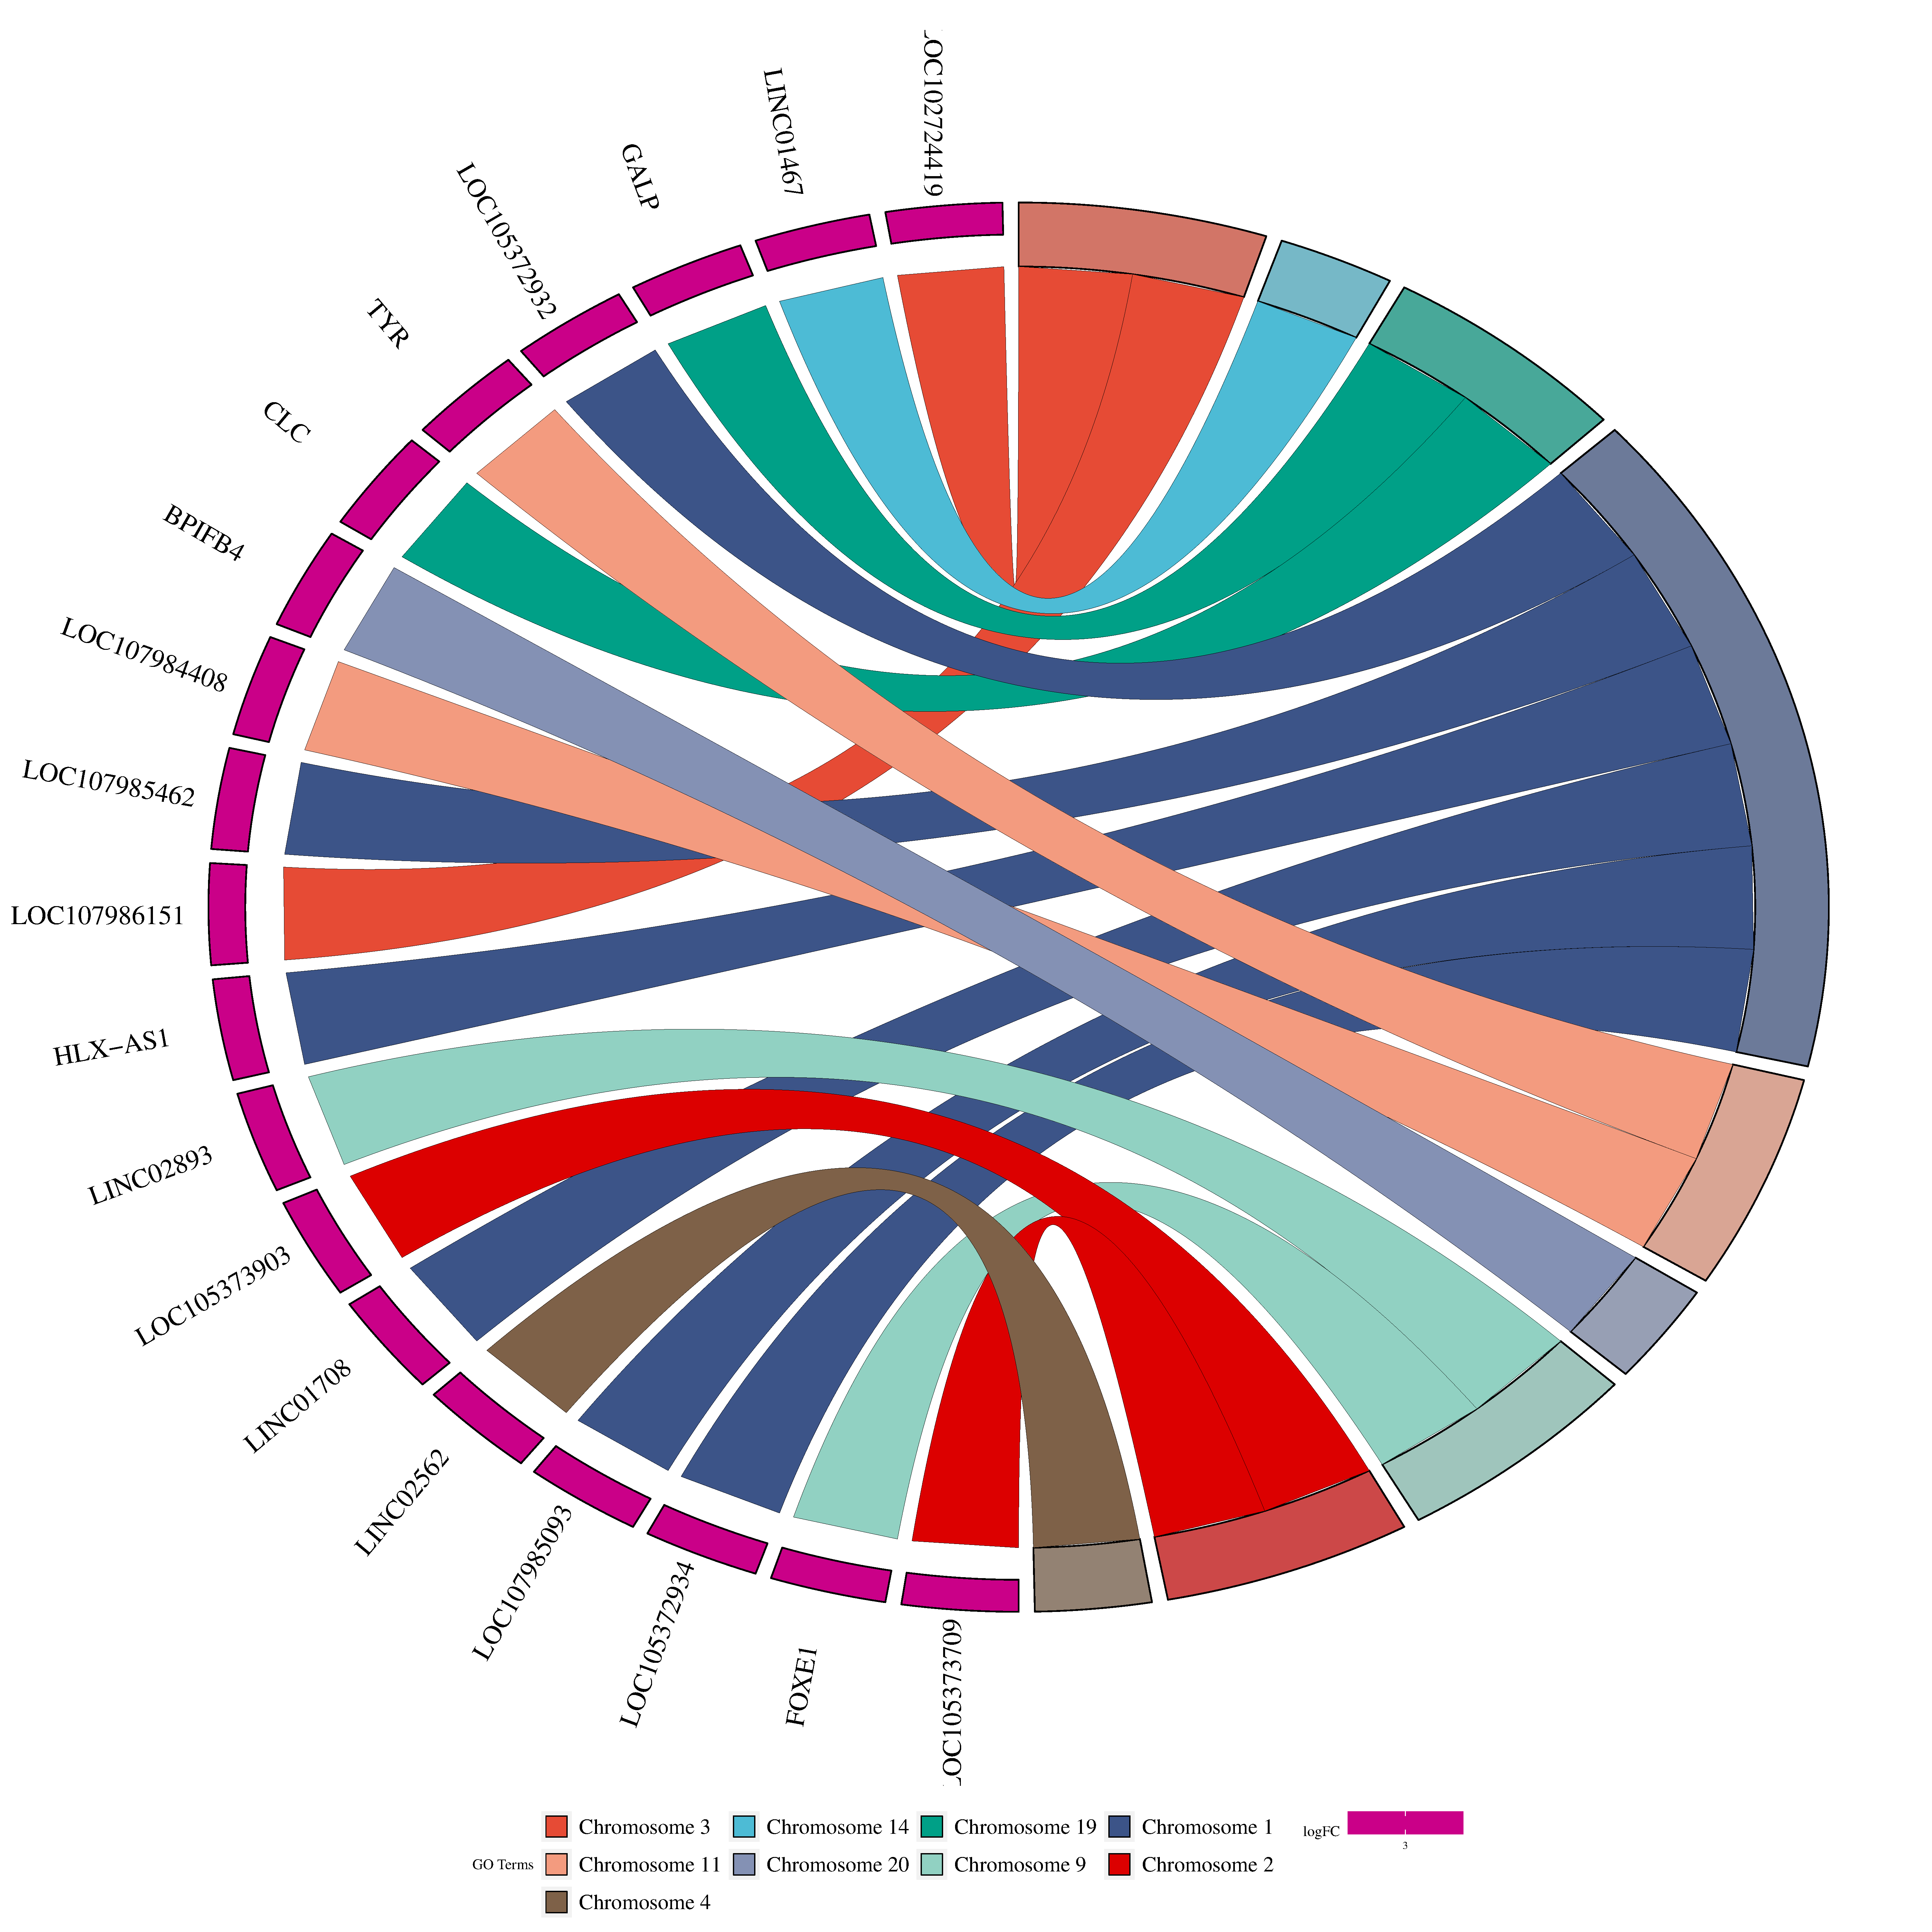 LOC102724419
LINC01467
GALP
LOC105372932
TYR
CLC
BPIFB4
LOC107984408
LOC107985462
LOC107986151
HLX-AS1
LINC02893
LOC105373903
LINC01708
LINC02562
LOC107985093
LOC105372934
FOXE1
LOC105373709
Chromosome 3 Chromosome 14 Chromosome 19 Chromosome 1 logFC
3
GO Terms Chromosome 11 Chromosome 20 Chromosome 9 Chromosome 2
Chromosome 4